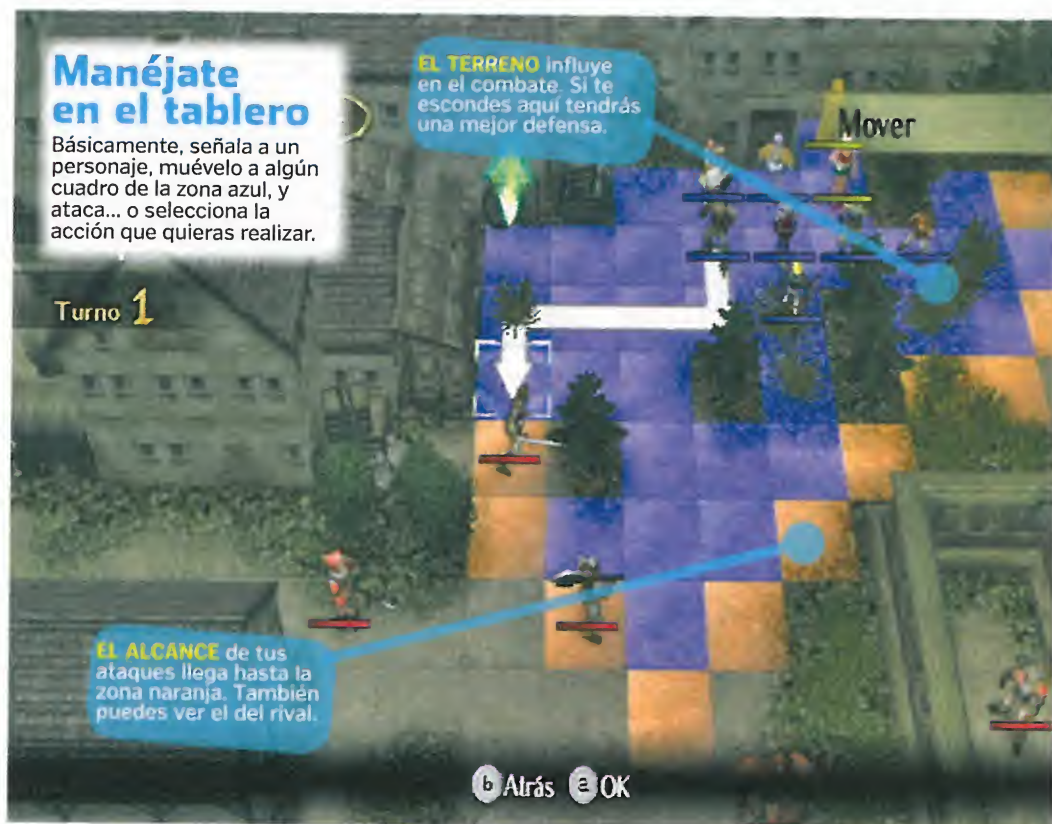 Manéjate
en el tablero
Básicamente, señala a un
personaje, muévelo a algún
cuadro de la zona azul, y
ataca... o selecciona la
acción que quieras realizar.
EL TERRENO influye
en el combate. Si te
escondes aquí tendrás
una mejor defensa.
Mover
Turno 1
EL ALCANCE de tus
ataques llega hasta la
zona naranja. También
puedes ver el del rival.
b Atrás a OK